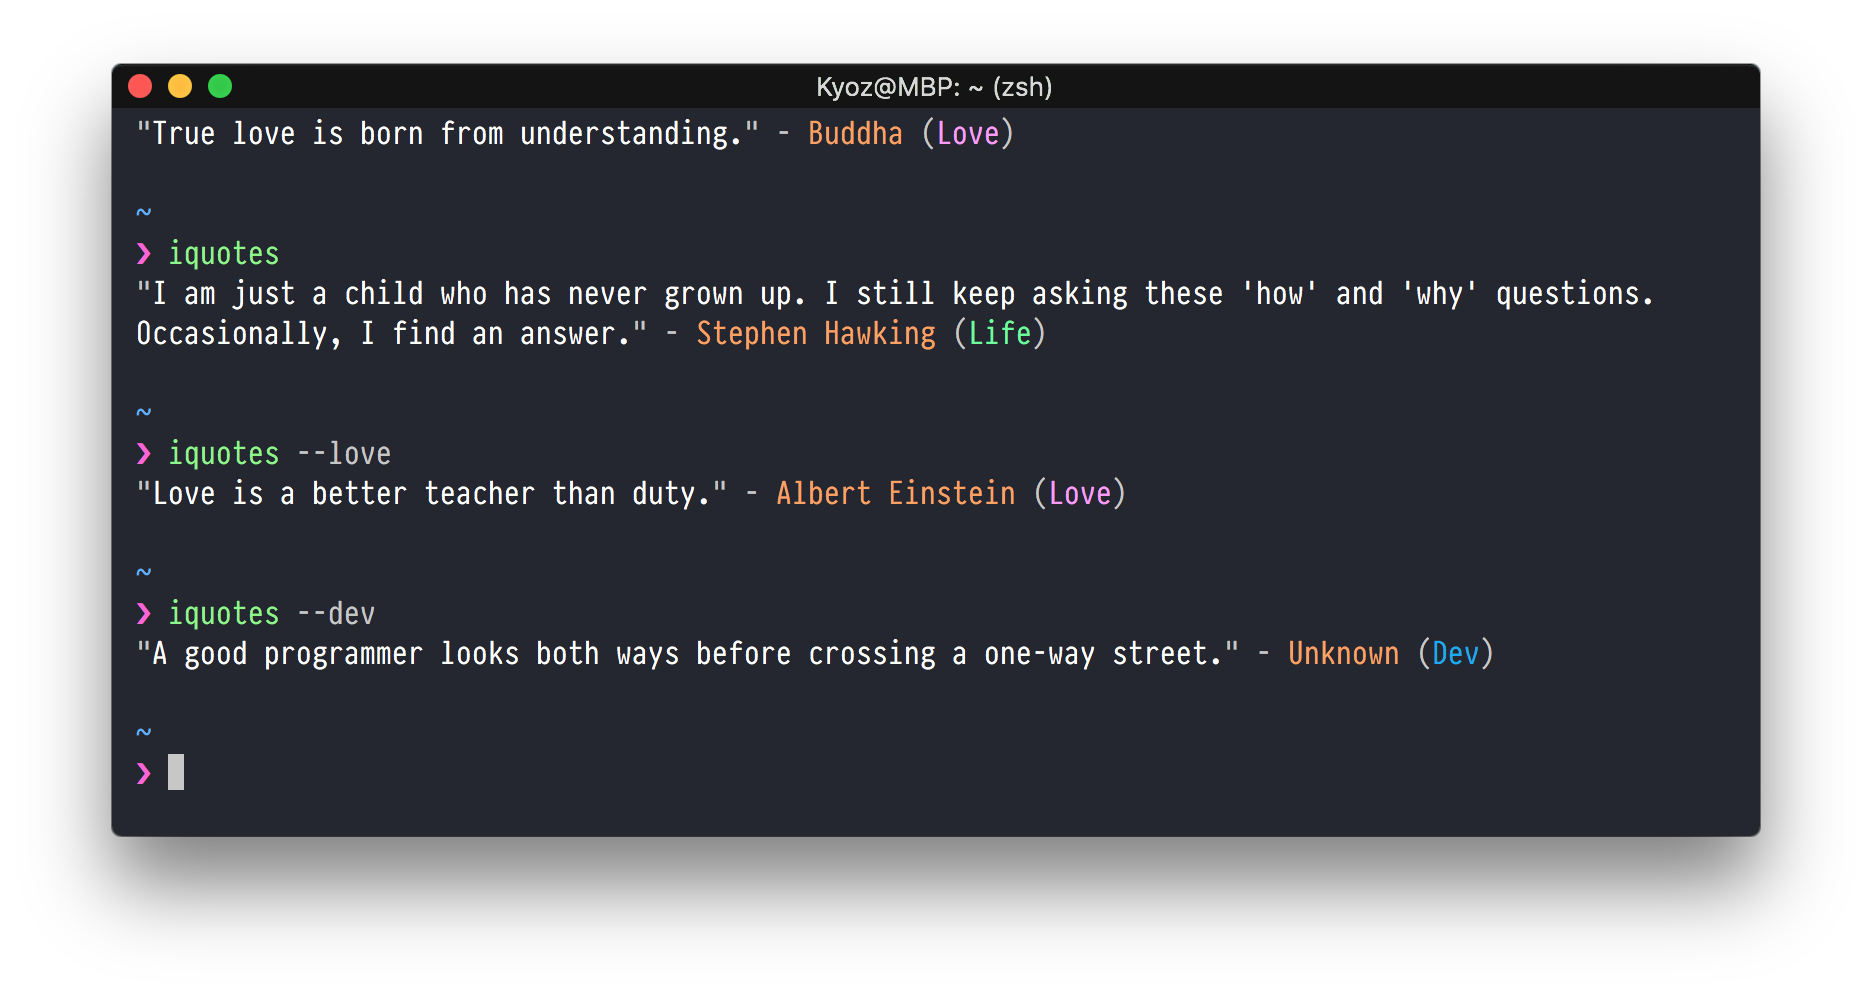 Kyoz@MBP: ~ (zsh)
"True love is born from understanding." - Buddha (Love)
~
❯ iquotes
"I am just a child who has never grown up. I still keep asking these 'how' and 'why' questions.
Occasionally, I find an answer." - Stephen Hawking (Life)
~
❯ iquotes --love
"Love is a better teacher than duty." - Albert Einstein (Love)
~
❯ iquotes --dev
"A good programmer looks both ways before crossing a one-way street." - Unknown (Dev)
~
❯